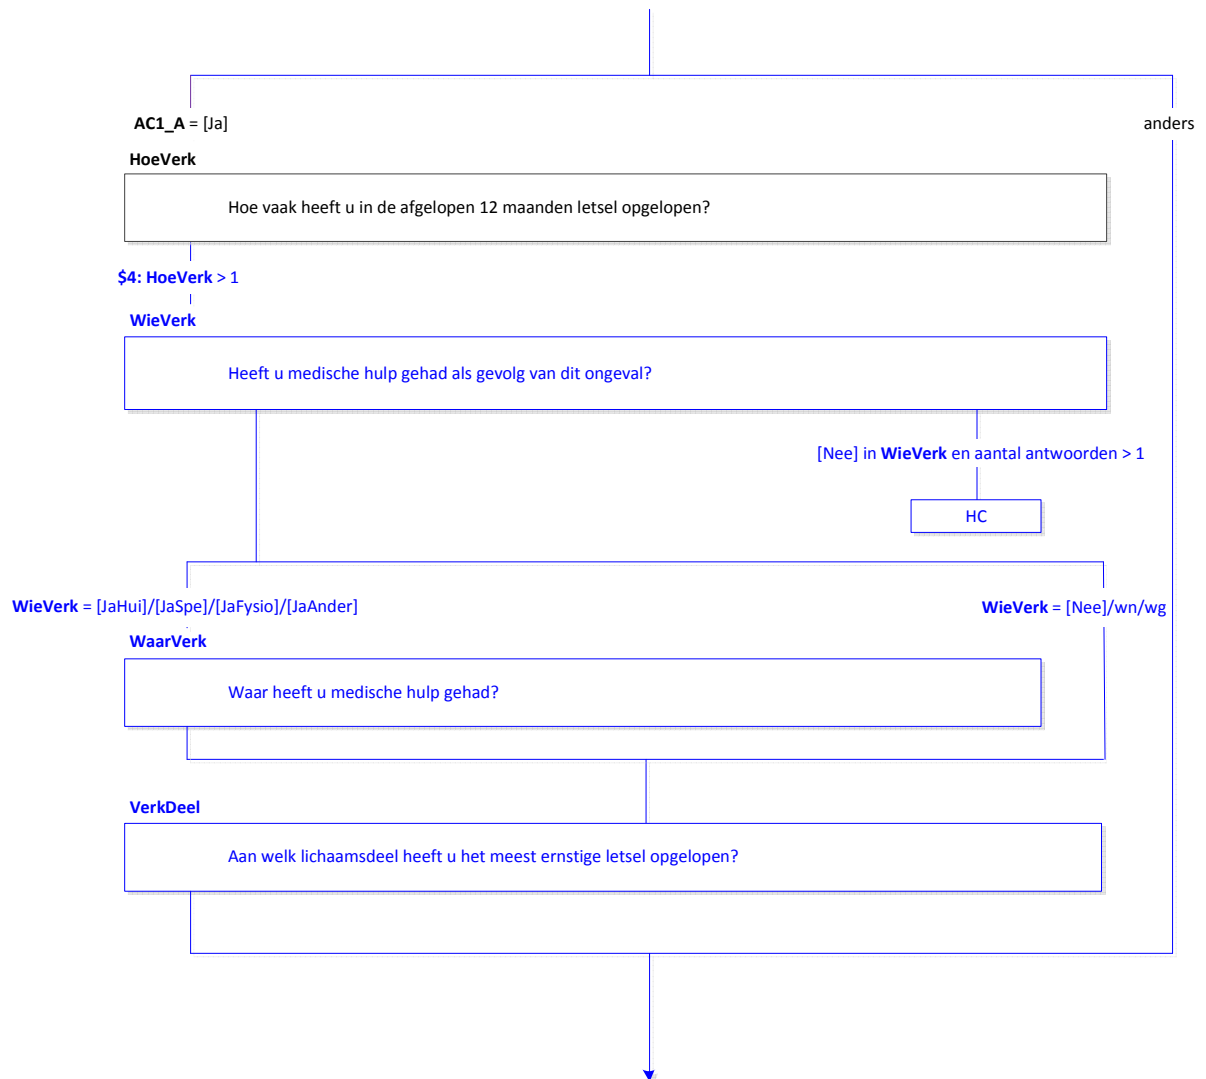 AC1_A = [Ja]
anders
HoeVerk
Hoe vaak heeft u in de afgelopen 12 maanden letsel opgelopen?
$4: HoeVerk > 1
WieVerk
Heeft u medische hulp gehad als gevolg van dit ongeval?
[Nee] in WieVerk en aantal antwoorden > 1
HC
WieVerk = [JaHui]/[JaSpe]/[JaFysio]/[JaAnder]
WieVerk = [Nee]/wn/wg
WaarVerk
Waar heeft u medische hulp gehad?
VerkDeel
Aan welk lichaamsdeel heeft u het meest ernstige letsel opgelopen?